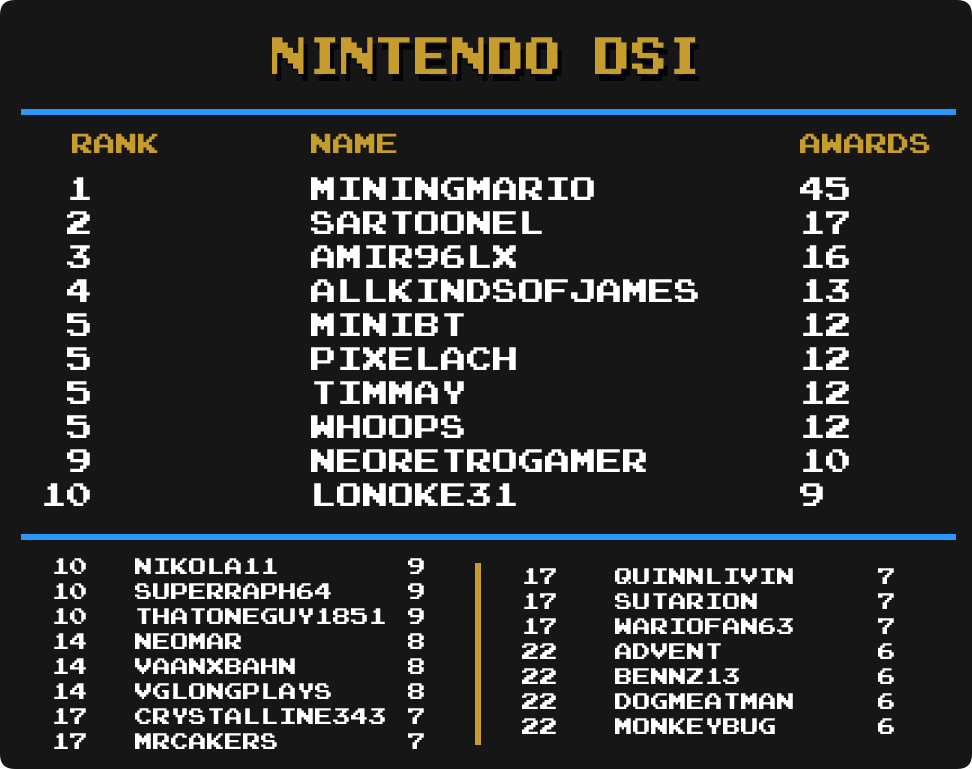 NINTENDO DSI
RANK NAME AWARDS
1 MININGMARIO 45
2 SARTOONEL 17
3 AMIR96LX 16
4 ALLKINDSOFJAMES 13
5 MINIBT 12
5 PIXELACH 12
5 TIMMAY 12
5 WHOOPS 12
9 NEORETROGAMER 10
10 LONOKE31 9
10 NIKOLA11 9
10 SUPERRAPH64 9
10 THATONEGUY1851 9
14 NEOMAR 8
14 VAANXBAHN 8
14 VGLONGPLAYS 8
17 CRYSTALLINE343 7
17 MRCAKERS 7
17 QUINNLIVIN 7
17 SUTARION 7
17 WARIOFAN63 7
22 ADVENT 6
22 BENNZ13 6
22 DOGMEATMAN 6
22 MONKEYBUG 6